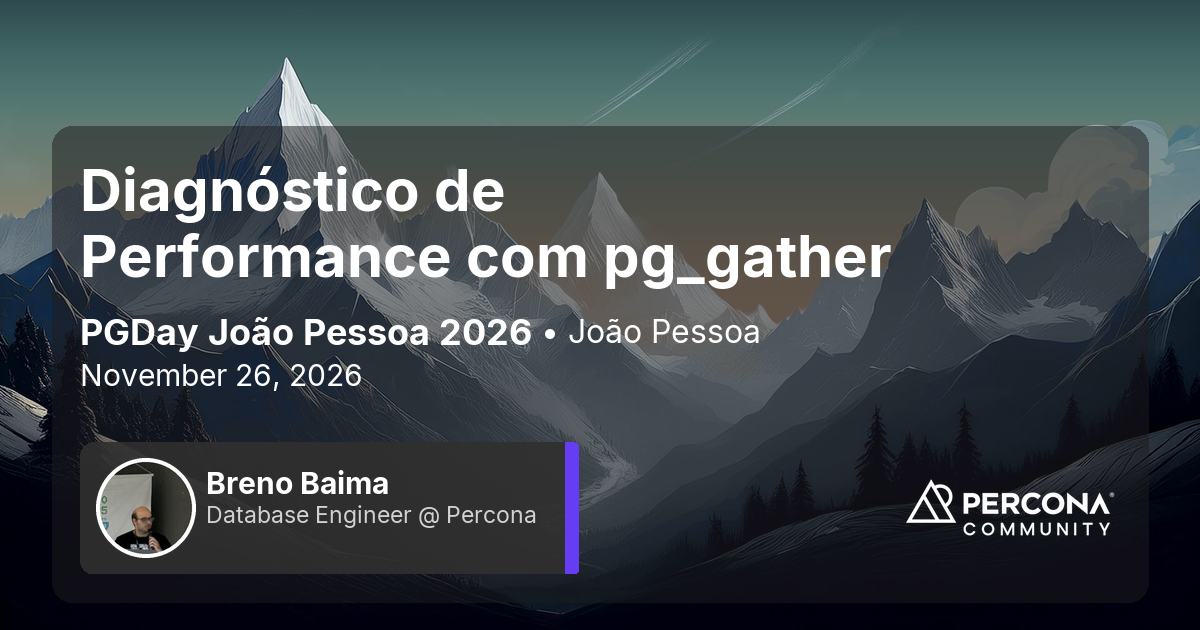 Diagnóstico de
Performance com pg_gather
PGDay João Pessoa 2026 • João Pessoa
November 26, 2026
Breno Baima
Database Engineer @ Percona
PERCONA®
COMMUNITY